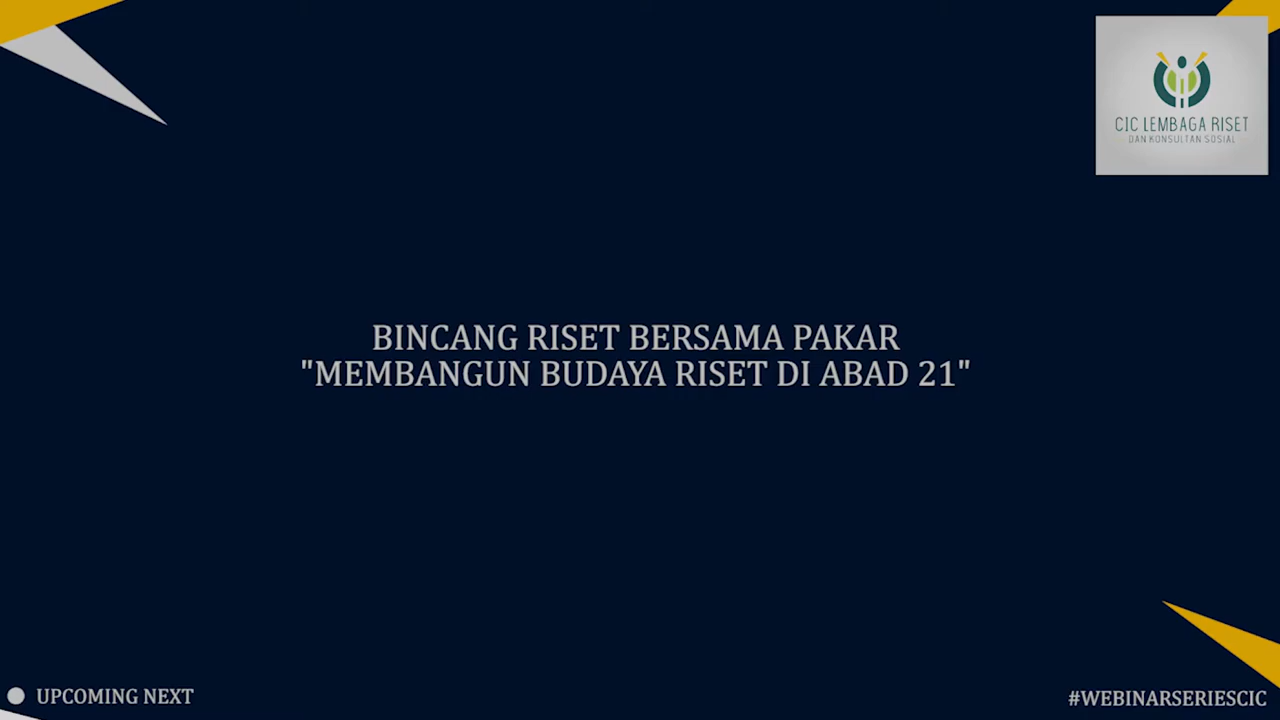 CIC LEMBAGA RISET
DAN KONSULTAN SOSIAL
BINCANG RISET BERSAMA PAKAR
"MEMBANGUN BUDAYA RISET DI ABAD 21"
UPCOMING NEXT
#WEBINARSERIESCIC